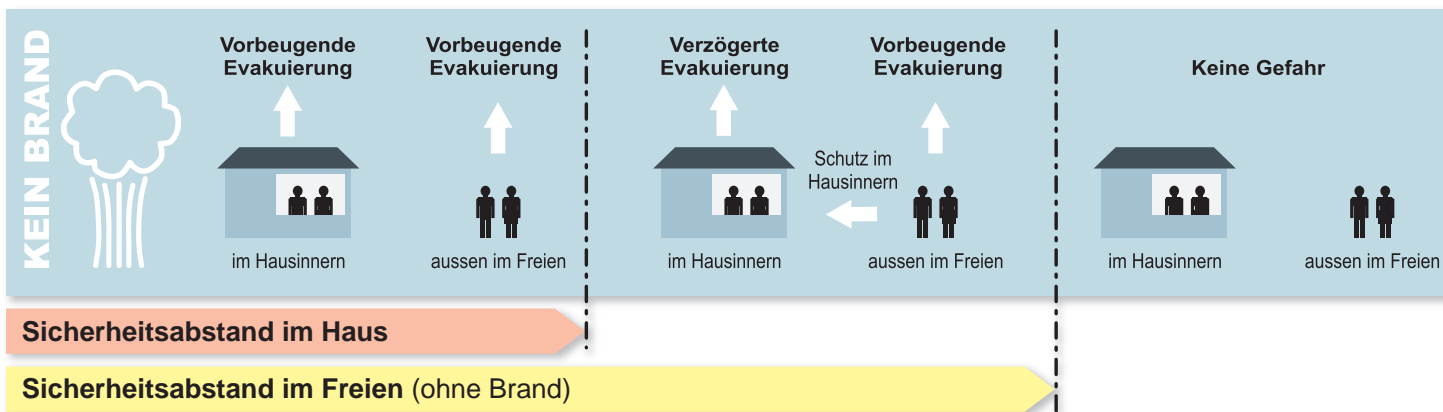 KEIN BRAND
Vorbeugende
Evakuierung
Vorbeugende
Evakuierung
Verzögerte
Evakuierung
Vorbeugende
Evakuierung
Keine Gefahr
Schutz im
Hausinnern
im Hausinnern
aussen im Freien
im Hausinnern
aussen im Freien
im Hausinnern
aussen im Freien
Sicherheitsabstand im Haus
Sicherheitsabstand im Freien (ohne Brand)